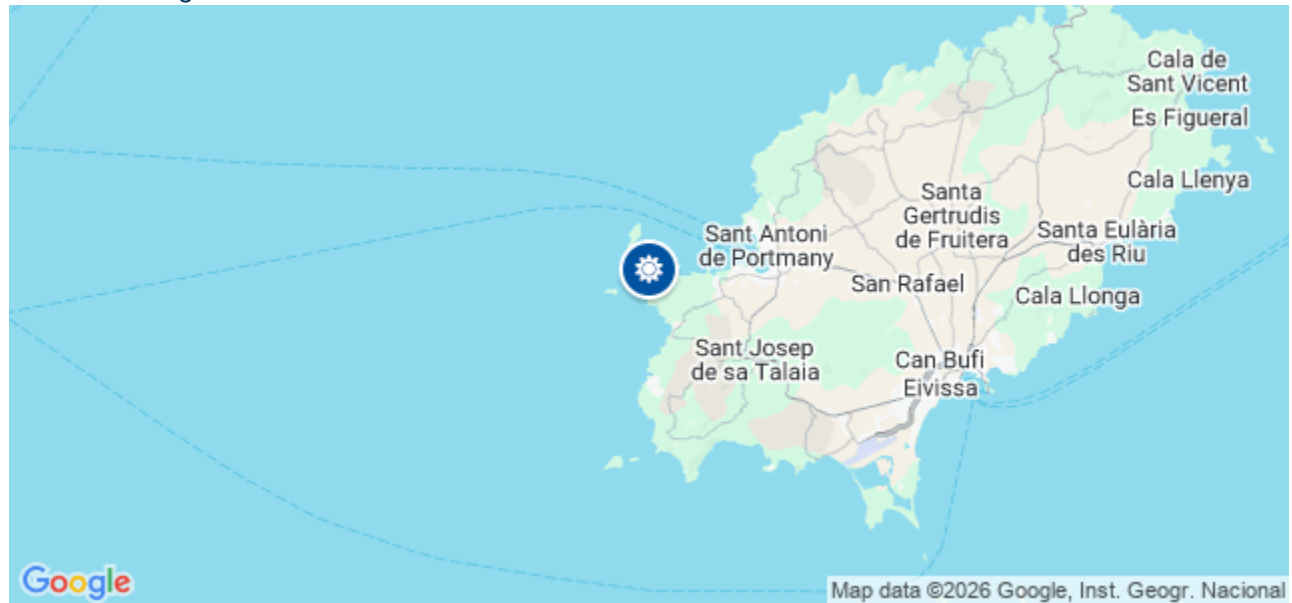 Cala de
Sant Vicent
Es Figueral
Cala Llenya
Santa
Gertrudis
de Fruitera
Santa Eulària
des Riu
Sant Antoni
de Portmany
San Rafael
Cala Llonga
Sant Josep
de sa Talaia
Can Bufi
Eivissa
Google
Map data ©2026 Google, Inst. Geogr. Nacional